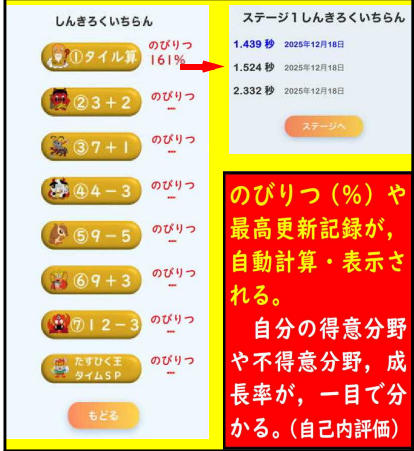 しんきろくいちらん
①タイル算
のびりつ
161%
②3+2
のびりつ
--
③7+1
のびりつ
--
④4-3
のびりつ
--
⑤9-5
のびりつ
--
⑥9+3
のびりつ
--
⑦12-3
のびりつ
--
たすひく王
タイムSP
のびりつ
--
もどる
ステージ1しんきろくいちらん
1.439 秒 2025年12月18日
1.524 秒 2025年12月18日
2.332 秒 2025年12月18日
ステージへ
のびりつ(%)や
最高更新記録が,
自動計算・表示さ
れる。
自分の得意分野
や不得意分野,成
長率が,一目で分
かる。(自己内評価)